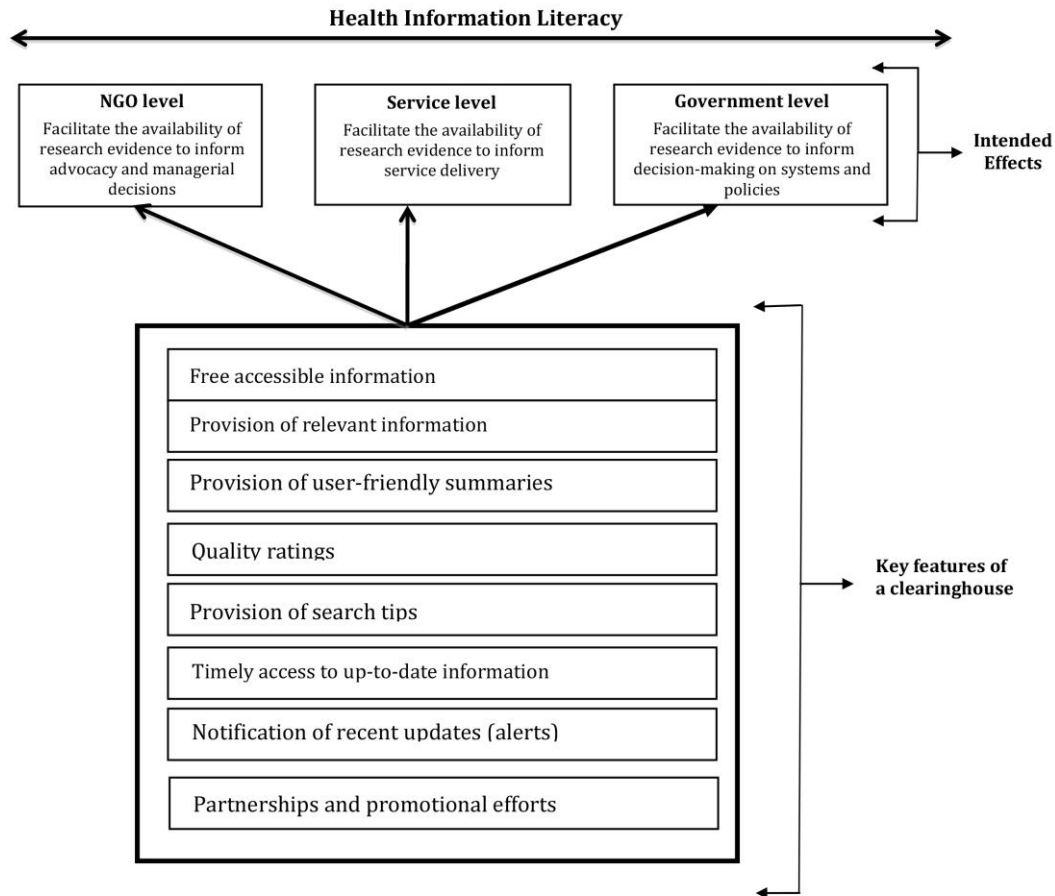 Health Information Literacy
NGO level
Facilitate the availability of
research evidence to inform
advocacy and managerial
decisions
Service level
Facilitate the availability of
research evidence to inform
service delivery
Government level
Facilitate the availability of
research evidence to inform
decision-making on systems and
policies
Intended
Effects
Free accessible information
Provision of relevant information
Provision of user-friendly summaries
Quality ratings
Provision of search tips
Timely access to up-to-date information
Notification of recent updates (alerts)
Partnerships and promotional efforts
Key features of
a clearinghouse